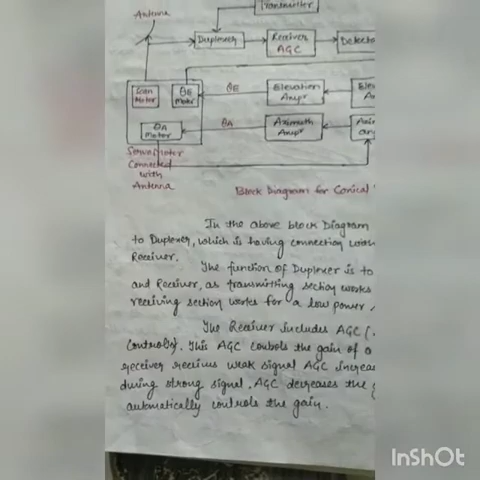 Antenna
Transmitter
Duplexer
Receiver AGC
Scan Motor
θE Motor
θE
Elevation Ampr
θA Motor
θA
Azimuth Ampr
Connected
with
Antenna
Block Diagram for Conical
In the above block Diagram
to Duplexer, which is having connection with
Receiver.
The function of Duplexer is to
and Receiver, as transmitting section works
receiving section works for a low power
The Receiver includes AGC (
Controls). This AGC controls the gain of a
receiver receives weak signal AGC
during strong signal. AGC decreases the
automatically controls the gain.
InShOt